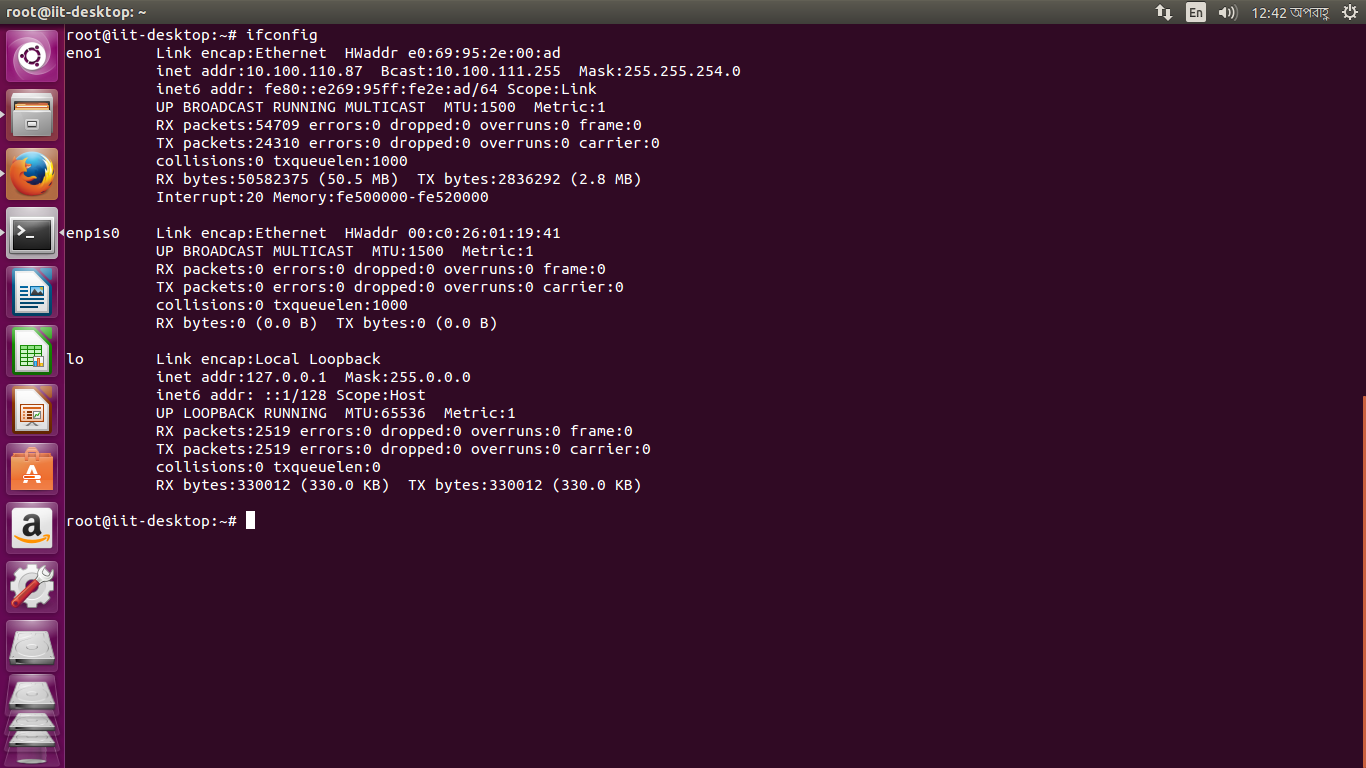 root@iit-desktop: ~
En
12:42 অপরাহ্ণ
root@iit-desktop:~# ifconfig
eno1      Link encap:Ethernet  HWaddr e0:69:95:2e:00:ad
          inet addr:10.100.110.87  Bcast:10.100.111.255  Mask:255.255.254.0
          inet6 addr: fe80::e269:95ff:fe2e:ad/64 Scope:Link
          UP BROADCAST RUNNING MULTICAST  MTU:1500  Metric:1
          RX packets:54709 errors:0 dropped:0 overruns:0 frame:0
          TX packets:24310 errors:0 dropped:0 overruns:0 carrier:0
          collisions:0 txqueuelen:1000
          RX bytes:50582375 (50.5 MB)  TX bytes:2836292 (2.8 MB)
          Interrupt:20 Memory:fe500000-fe520000
enp1s0    Link encap:Ethernet  HWaddr 00:c0:26:01:19:41
          UP BROADCAST MULTICAST  MTU:1500  Metric:1
          RX packets:0 errors:0 dropped:0 overruns:0 frame:0
          TX packets:0 errors:0 dropped:0 overruns:0 carrier:0
          collisions:0 txqueuelen:1000
          RX bytes:0 (0.0 B)  TX bytes:0 (0.0 B)
lo        Link encap:Local Loopback
          inet addr:127.0.0.1  Mask:255.0.0.0
          inet6 addr: ::1/128 Scope:Host
          UP LOOPBACK RUNNING  MTU:65536  Metric:1
          RX packets:2519 errors:0 dropped:0 overruns:0 frame:0
          TX packets:2519 errors:0 dropped:0 overruns:0 carrier:0
          collisions:0 txqueuelen:0
          RX bytes:330012 (330.0 KB)  TX bytes:330012 (330.0 KB)
root@iit-desktop:~#